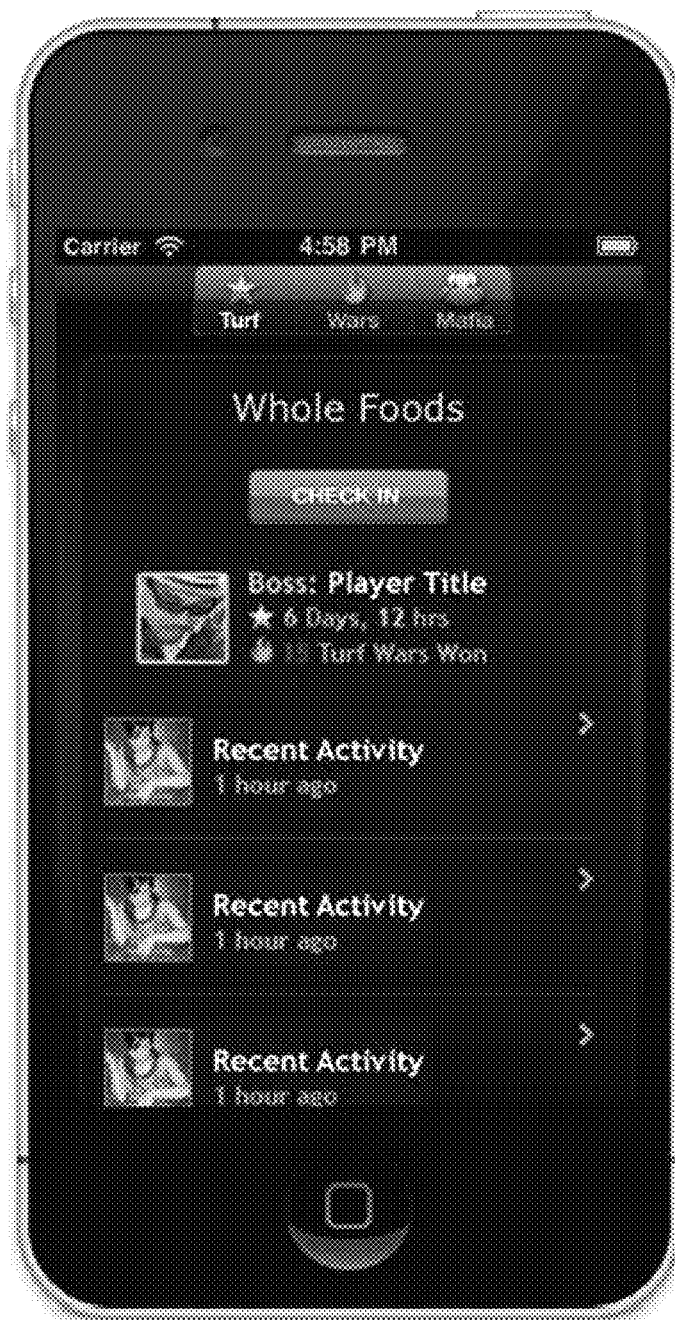 Carrier 4:58 PM
Turf Wars Mafia
Whole Foods
CHECK IN
Boss: Player Title
6 Days, 12 hrs
15 Turf Wars Won
Recent Activity
1 hour ago
Recent Activity
1 hour ago
Recent Activity
1 hour ago